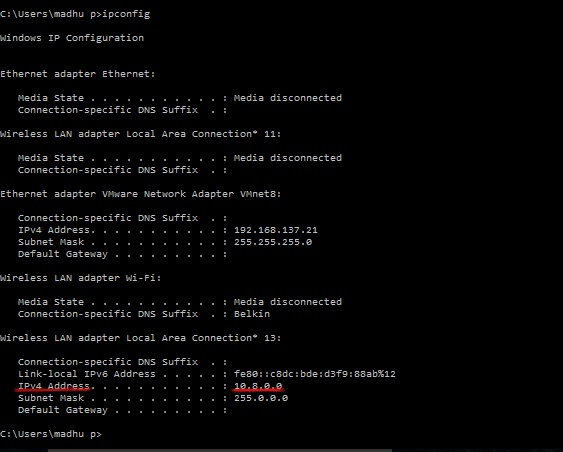 C:\Users\madhu p>ipconfig
Windows IP Configuration
Ethernet adapter Ethernet:
Media State . . . . . . . . . . . : Media disconnected
Connection-specific DNS Suffix  . :
Wireless LAN adapter Local Area Connection* 11:
Media State . . . . . . . . . . . : Media disconnected
Connection-specific DNS Suffix  . :
Ethernet adapter VMware Network Adapter VMnet8:
Connection-specific DNS Suffix  . :
IPv4 Address. . . . . . . . . . . : 192.168.137.21
Subnet Mask . . . . . . . . . . . : 255.255.255.0
Default Gateway . . . . . . . . . :
Wireless LAN adapter Wi-Fi:
Media State . . . . . . . . . . . : Media disconnected
Connection-specific DNS Suffix  . : Belkin
Wireless LAN adapter Local Area Connection* 13:
Connection-specific DNS Suffix  . :
Link-local IPv6 Address . . . . . : fe80::c8dc:bde:d3f9:88ab%12
IPv4 Address. . . . . . . . . . . : 10.8.0.0
Subnet Mask . . . . . . . . . . . : 255.0.0.0
Default Gateway . . . . . . . . . :
C:\Users\madhu p>